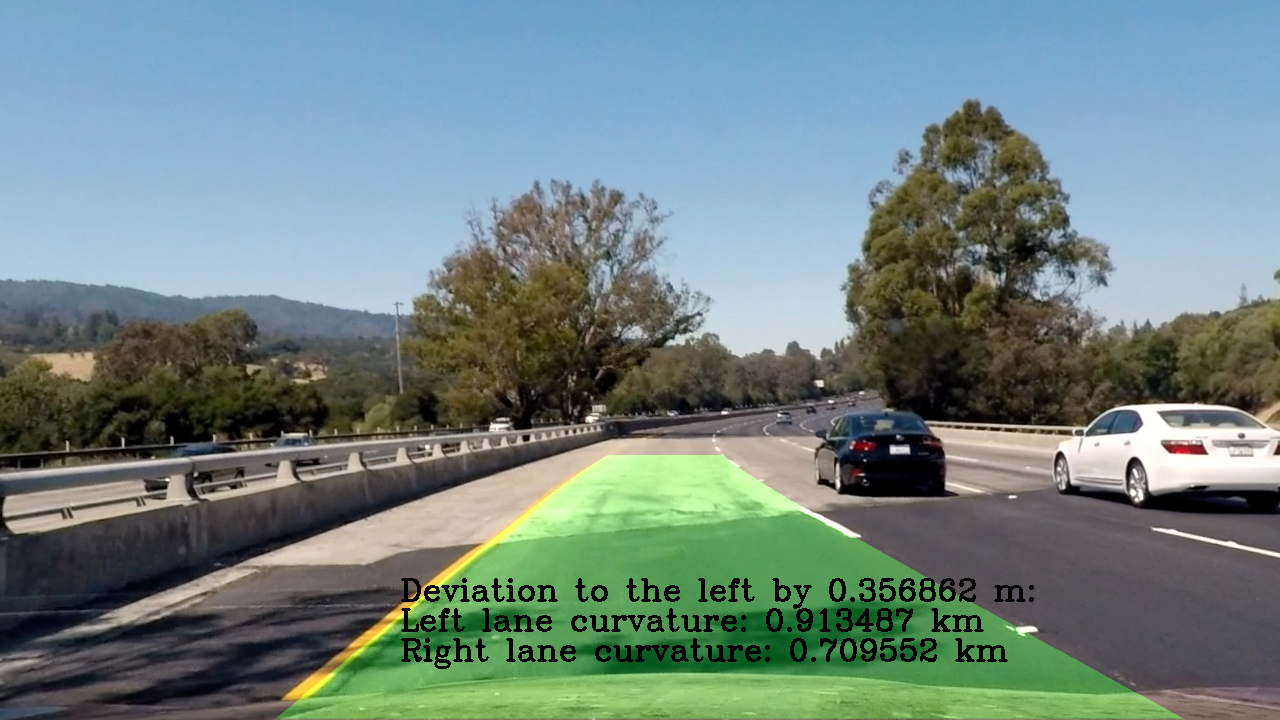 Deviation to the left by 0.356862 m:
Left lane curvature: 0.913487 km
Right lane curvature: 0.709552 km